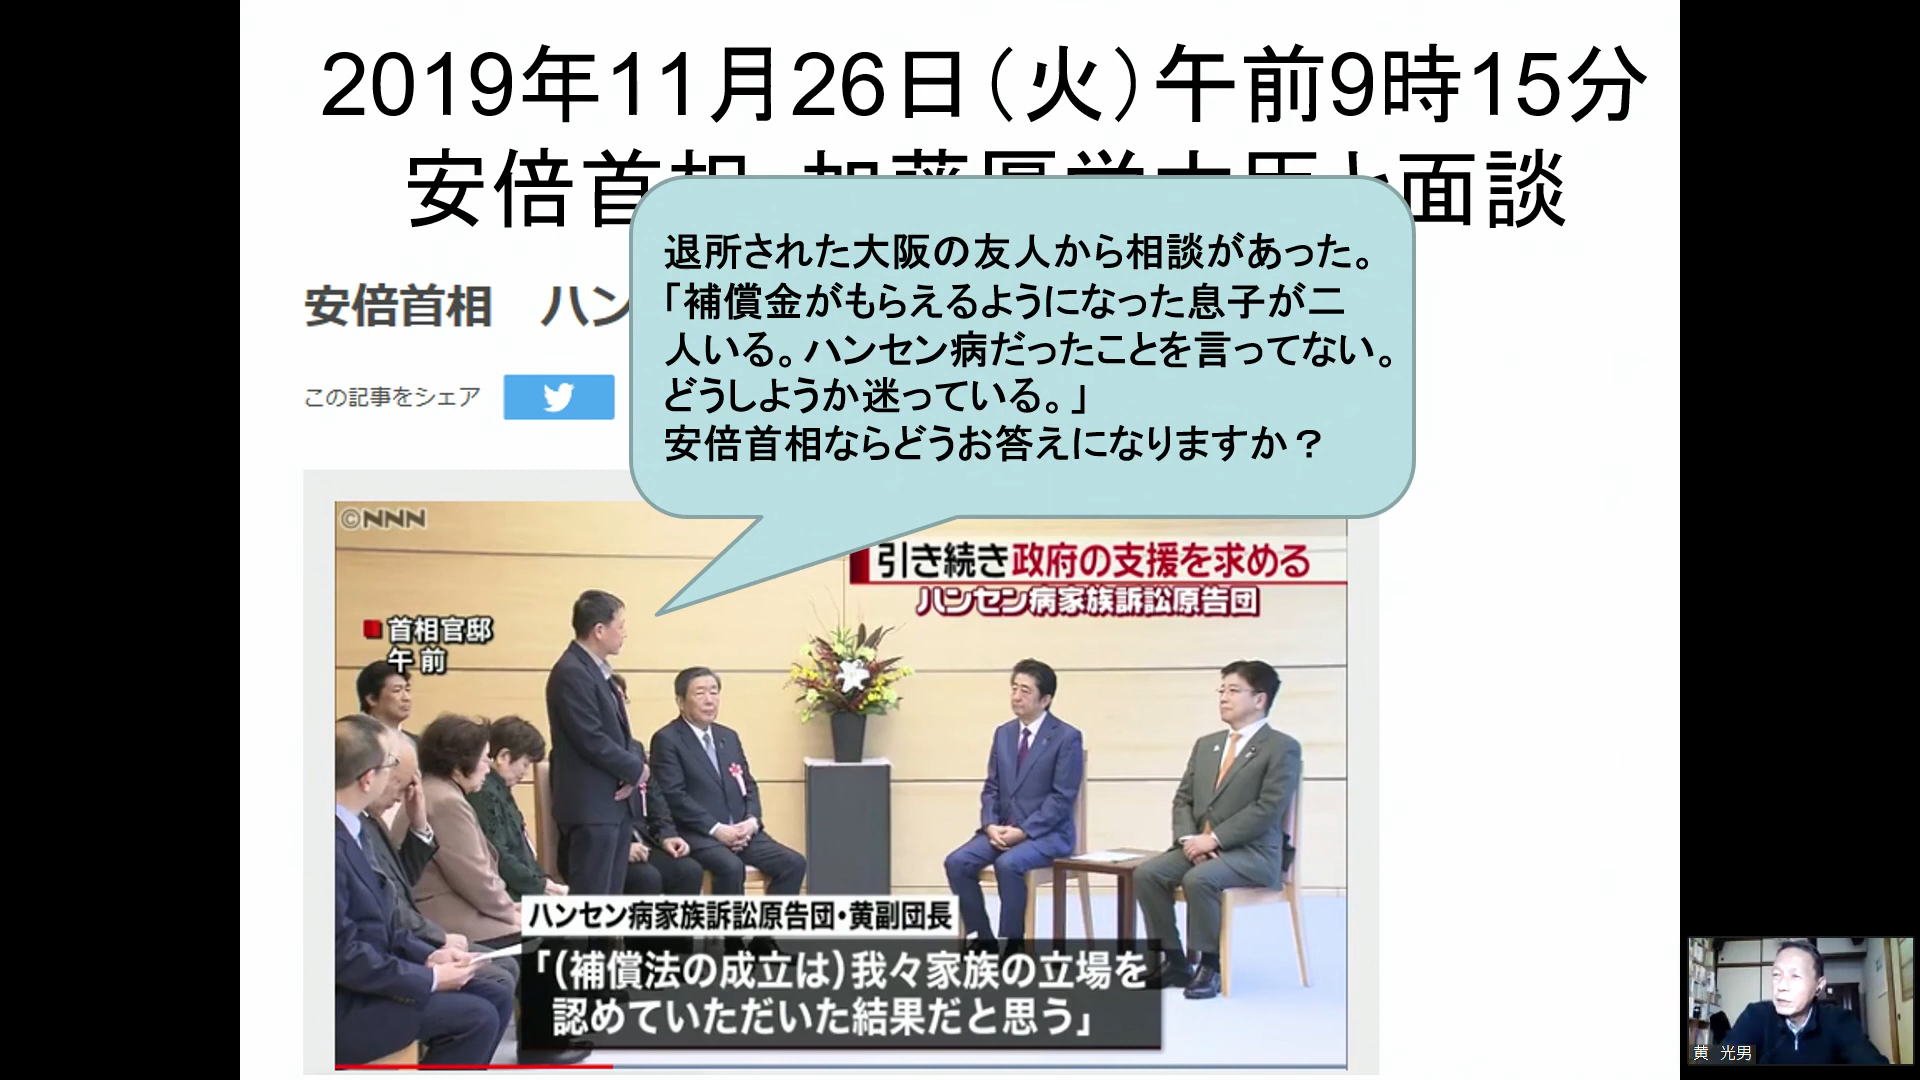 2019年11月26日（火）午前9時15分
安倍首相 加藤厚労大臣と面談
退所された大阪の友人から相談があった。
「補償金がもらえるようになった息子が二
人いる。ハンセン病だったことを言ってない。
どうしようか迷っている。」
安倍首相ならどうお答えになりますか？
安倍首相　ハン
この記事をシェア
©NNN
引き続き政府の支援を求める
ハンセン病家族訴訟原告団
首相官邸
午前
ハンセン病家族訴訟原告団・黄副団長
「（補償法の成立は）我々家族の立場を
認めていただいた結果だと思う」
黄　光男